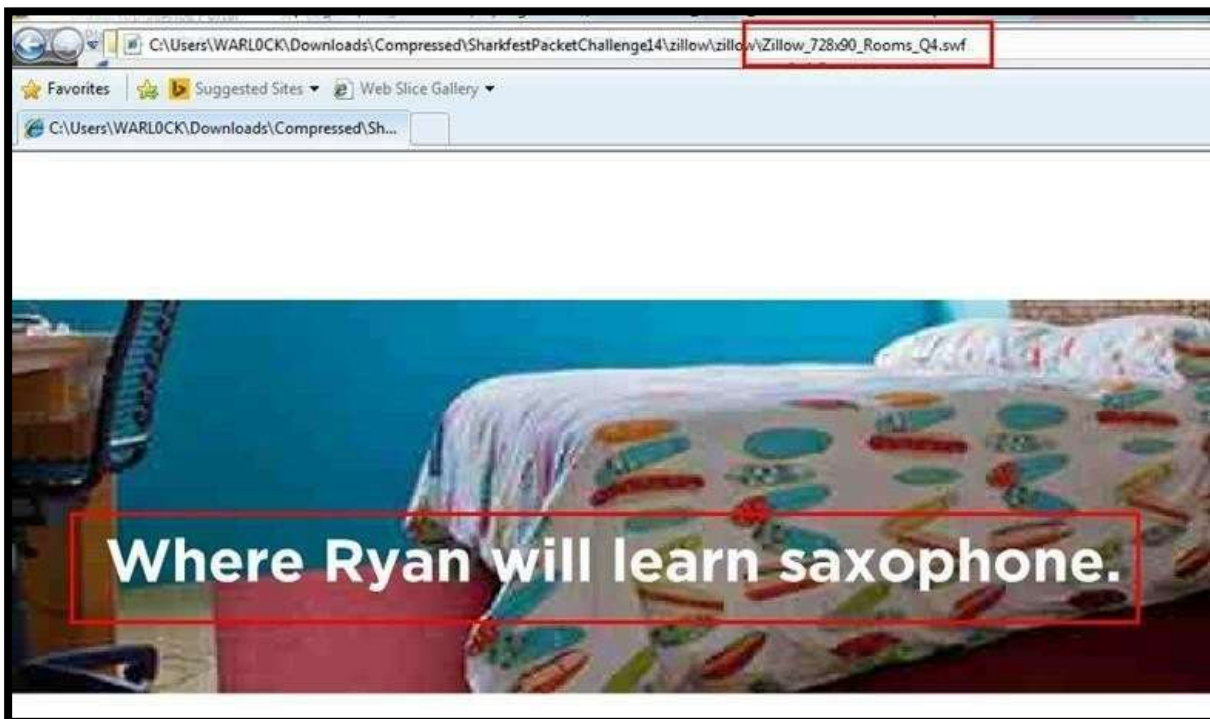 C:\Users\WARL0CK\Downloads\Compressed\SharkfestPacketChallenge14\zillow\zillow\Zillow_728x90_Rooms_Q4.swf
Favorites Suggested Sites Web Slice Gallery
C:\Users\WARL0CK\Downloads\Compressed\Sh...
Where Ryan will learn saxophone.